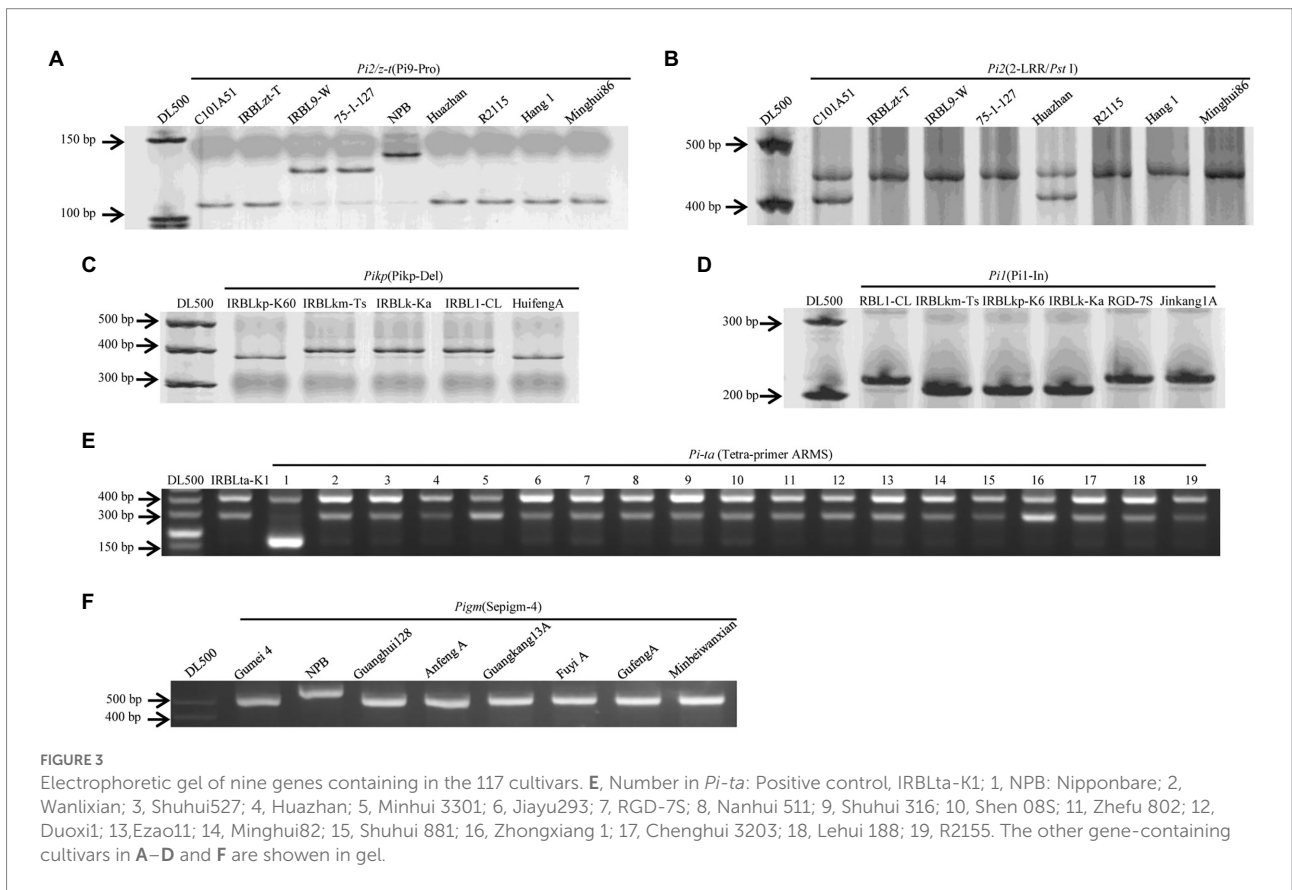 A
Pi2/z-t(Pi9-Pro)
DL500
C101A51
IRBLzt-T
IRBL9-W
75-1-127
NPB
Huazhan
R2115
Hang 1
Minghui86
150 bp
100 bp
B
Pi2(2-LRR/Pst I)
DL500
C101A51
IRBLzt-T
IRBL9-W
75-1-127
Huazhan
R2115
Hang 1
Minghui86
500 bp
400 bp
C
Pikp(Pikp-Del)
DL500 IRBLkp-K60 IRBLkm-Ts IRBLk-Ka IRBL1-CL HuifengA
500 bp
400 bp
300 bp
D
Pi1(Pi1-In)
DL500 RBL1-CL IRBLkm-Ts IRBLkp-K6 IRBLk-Ka RGD-7S Jinkang1A
300 bp
200 bp
E
Pi-ta (Tetra-primer ARMS)
DL500 IRBLta-K1 1 2 3 4 5 6 7 8 9 10 11 12 13 14 15 16 17 18 19
400 bp
300 bp
150 bp
F
Pigm(Sepigm-4)
DL500
Gumei 4
NPB
Guanghui128
Anfeng A
Guangkang13A
Fuyi A
GufengA
Minbeiwanxian
500 bp
400 bp
FIGURE 3
Electrophoretic gel of nine genes containing in the 117 cultivars. E, Number in Pi-ta: Positive control, IRBLta-K1; 1, NPB: Nipponbare; 2,
Wanlixian; 3, Shuhui527; 4, Huazhan; 5, Minhui 3301; 6, Jiayu293; 7, RGD-7S; 8, Nanhui 511; 9, Shuhui 316; 10, Shen 08S; 11, Zhefu 802; 12,
Duoxi1; 13,Ezao11; 14, Minghui82; 15, Shuhui 881; 16, Zhongxiang 1; 17, Chenghui 3203; 18, Lehui 188; 19, R2155. The other gene-containing
cultivars in A–D and F are showen in gel.